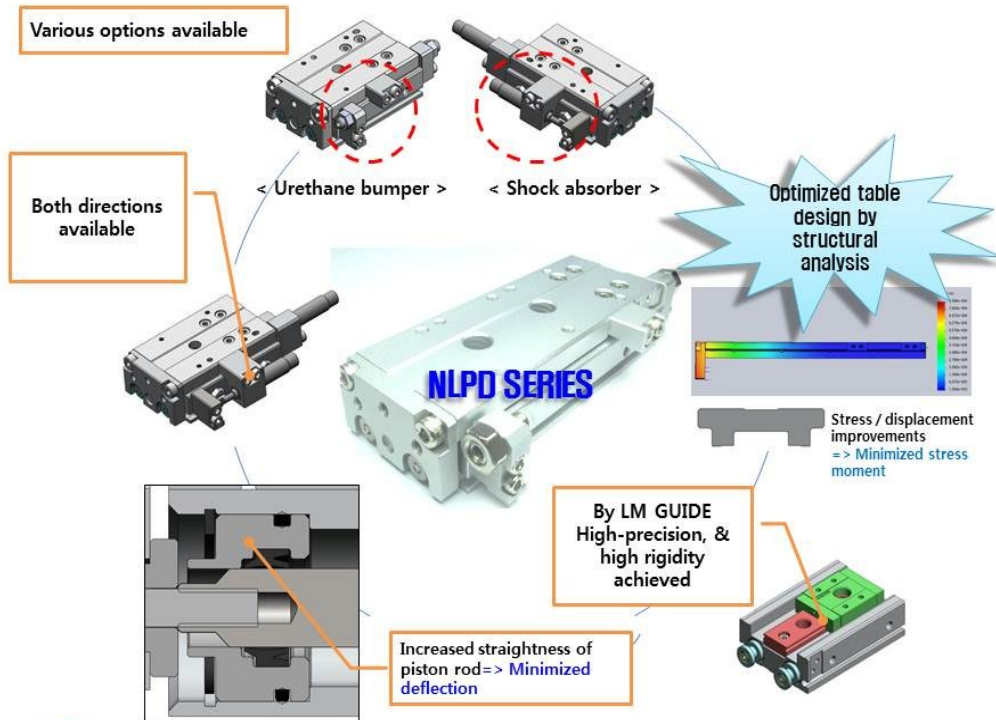 Various options available
< Urethane bumper >
< Shock absorber >
Both directions
available
Optimized table
design by
structural
analysis
NLPD SERIES
Stress / displacement
improvements
=> Minimized stress
moment
By LM GUIDE
High-precision, &
high rigidity
achieved
Increased straightness of
piston rod=> Minimized
deflection